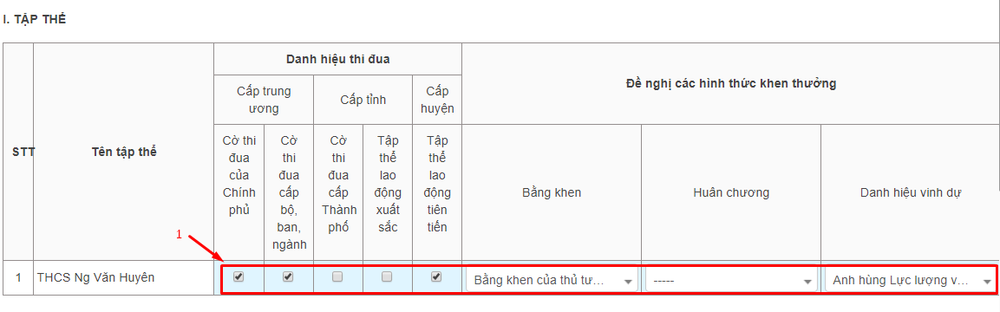 I. TẬP THỂ
Danh hiệu thi đua
Đề nghị các hình thức khen thưởng
Cấp trung
ương
Cấp tỉnh
Cấp
huyện
STT
Tên tập thể
Cờ thi
đua
của
Chính
phủ
Cờ
thi
đua
cấp
bộ,
ban,
ngành
Cờ
thi
đua
cấp
Thành
phố
Tập
thể
lao
động
xuất
sắc
Tập
thể
lao
động
tiên
tiến
Bằng khen
Huân chương
Danh hiệu vinh dự
1
1
THCS Ng Văn Huyên
Bằng khen của thủ tư...
-----
Anh hùng Lực lượng v...